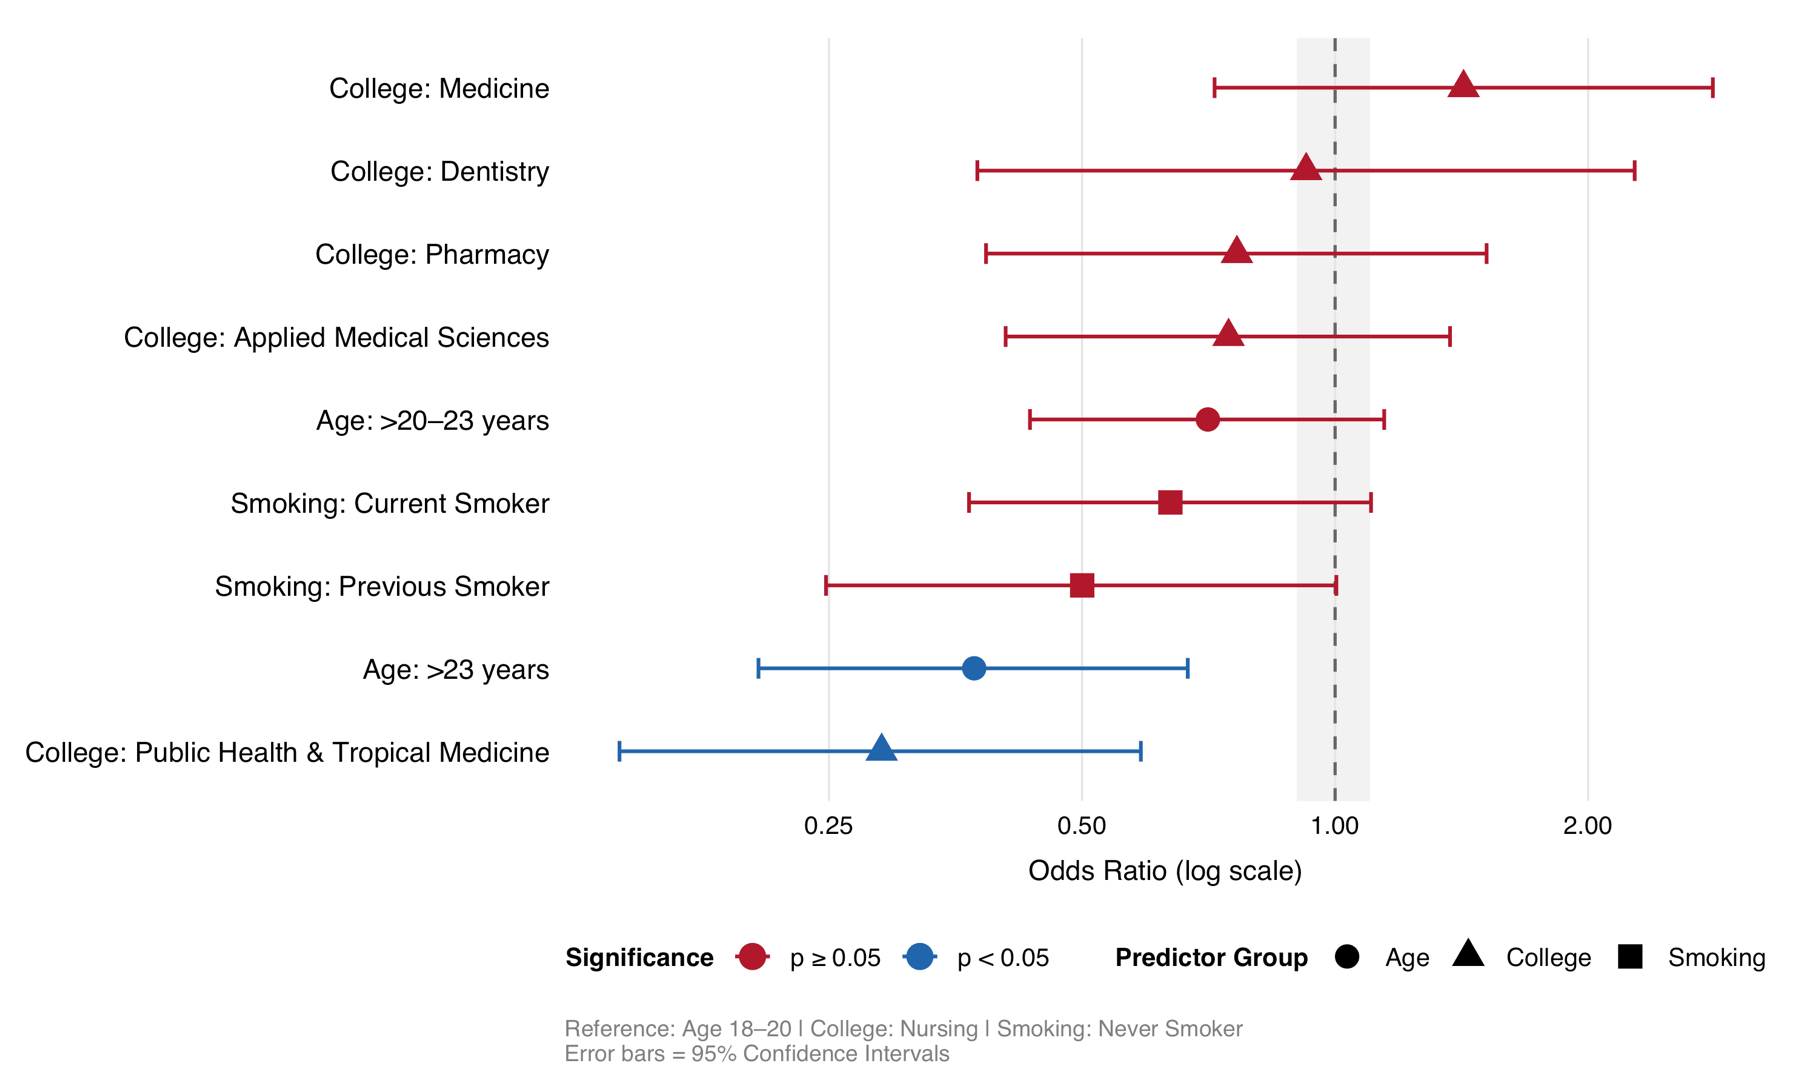 College: Medicine
College: Dentistry
College: Pharmacy
College: Applied Medical Sciences
Age: >20–23 years
Smoking: Current Smoker
Smoking: Previous Smoker
Age: >23 years
College: Public Health & Tropical Medicine
0.25 0.50 1.00 2.00
Odds Ratio (log scale)
Significance p ≥ 0.05 p < 0.05 Predictor Group Age College Smoking
Reference: Age 18–20 | College: Nursing | Smoking: Never Smoker
Error bars = 95% Confidence Intervals